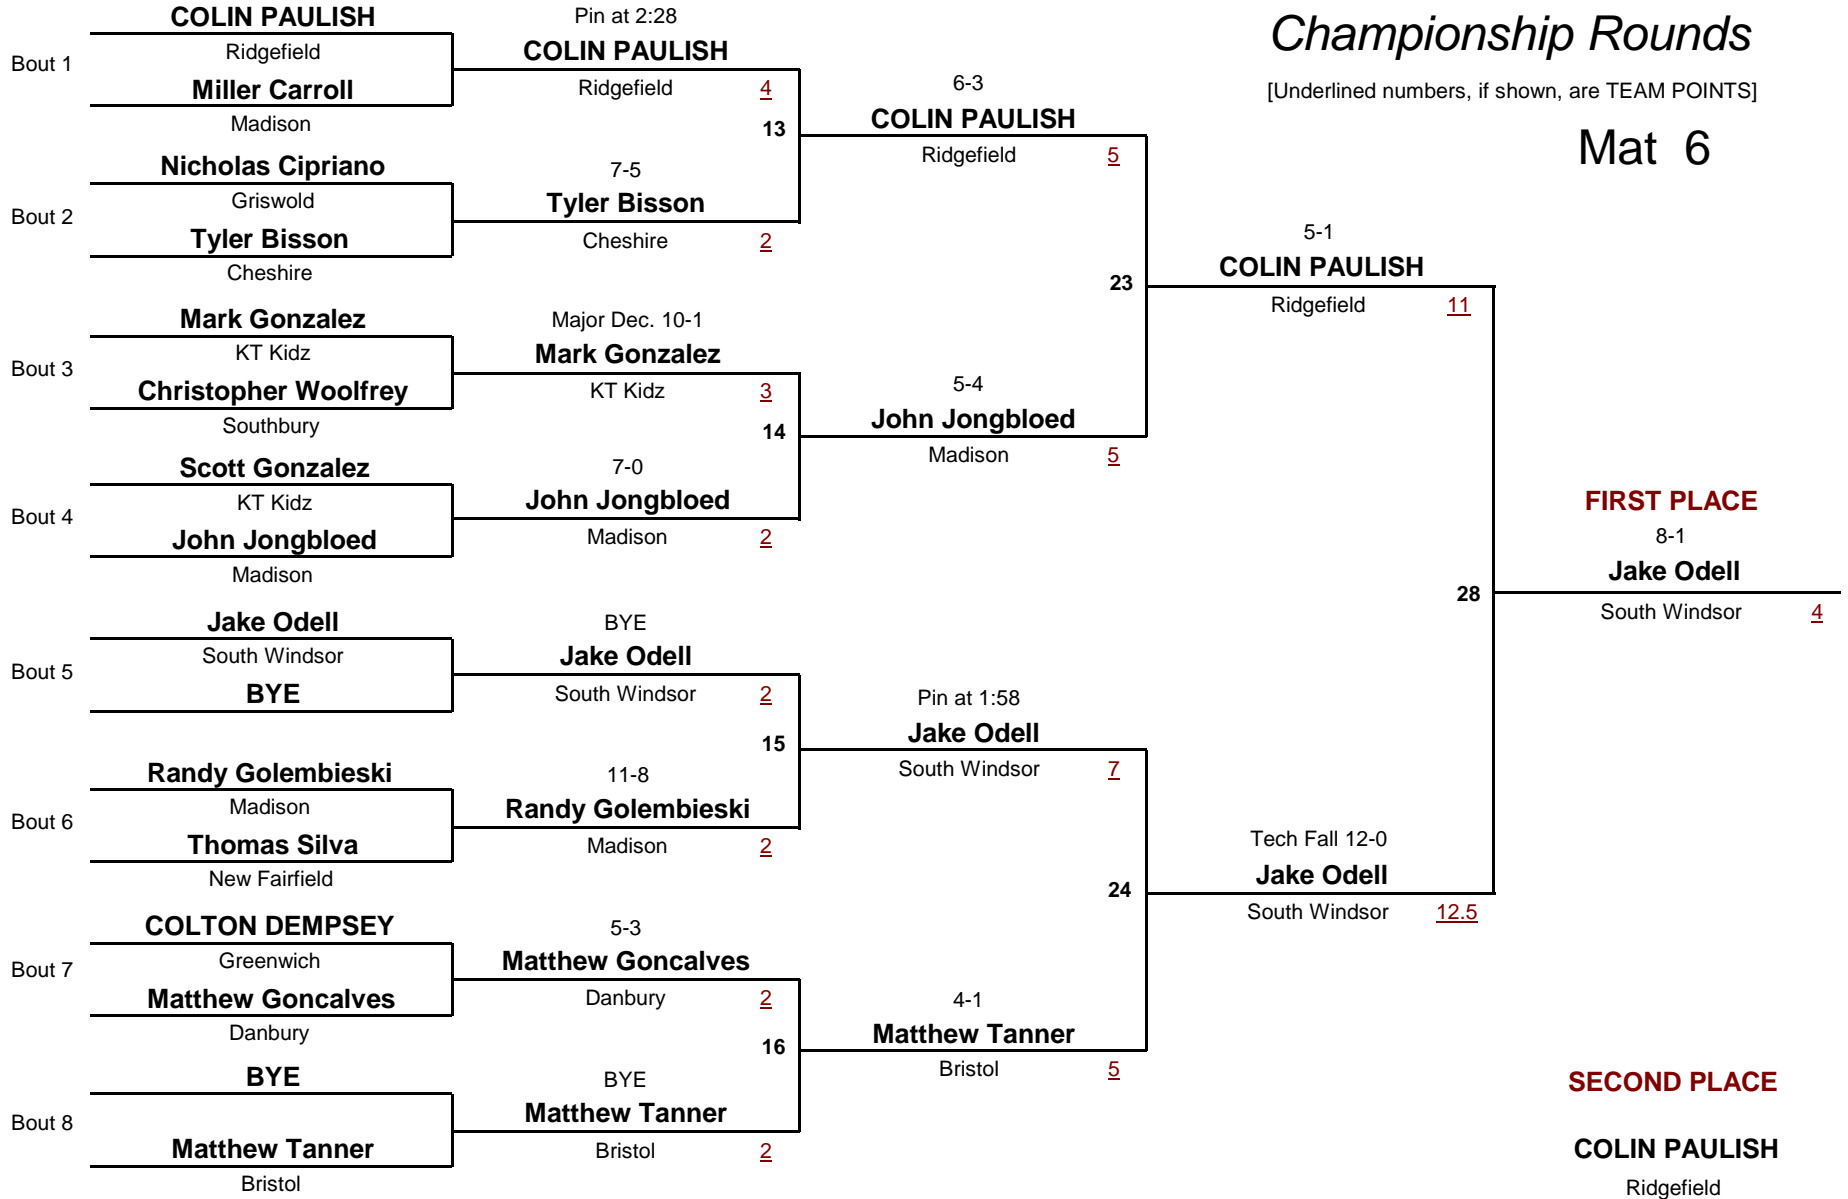 Championship Rounds
[Underlined numbers, if shown, are TEAM POINTS]
Mat 6
Bout 1
COLIN PAULISH
Ridgefield
Miller Carroll
Madison
Bout 2
Nicholas Cipriano
Griswold
Tyler Bisson
Cheshire
Bout 3
Mark Gonzalez
KT Kidz
Christopher Woolfrey
Southbury
Bout 4
Scott Gonzalez
KT Kidz
John Jongbloed
Madison
Bout 5
Jake Odell
South Windsor
BYE
Bout 6
Randy Golembieski
Madison
Thomas Silva
New Fairfield
Bout 7
COLTON DEMPSEY
Greenwich
Matthew Goncalves
Danbury
Bout 8
BYE
Matthew Tanner
Bristol
Pin at 2:28
COLIN PAULISH
Ridgefield 4
13
7-5
Tyler Bisson
Cheshire 2
Major Dec. 10-1
Mark Gonzalez
KT Kidz 3
14
7-0
John Jongbloed
Madison 2
BYE
Jake Odell
South Windsor 2
15
11-8
Randy Golembieski
Madison 2
5-3
Matthew Goncalves
Danbury 2
16
BYE
Matthew Tanner
Bristol 2
6-3
COLIN PAULISH
Ridgefield 5
23
5-4
John Jongbloed
Madison 5
Pin at 1:58
Jake Odell
South Windsor 7
24
4-1
Matthew Tanner
Bristol 5
5-1
COLIN PAULISH
Ridgefield 11
28
Tech Fall 12-0
Jake Odell
South Windsor 12.5
FIRST PLACE
8-1
Jake Odell
South Windsor 4
SECOND PLACE
COLIN PAULISH
Ridgefield